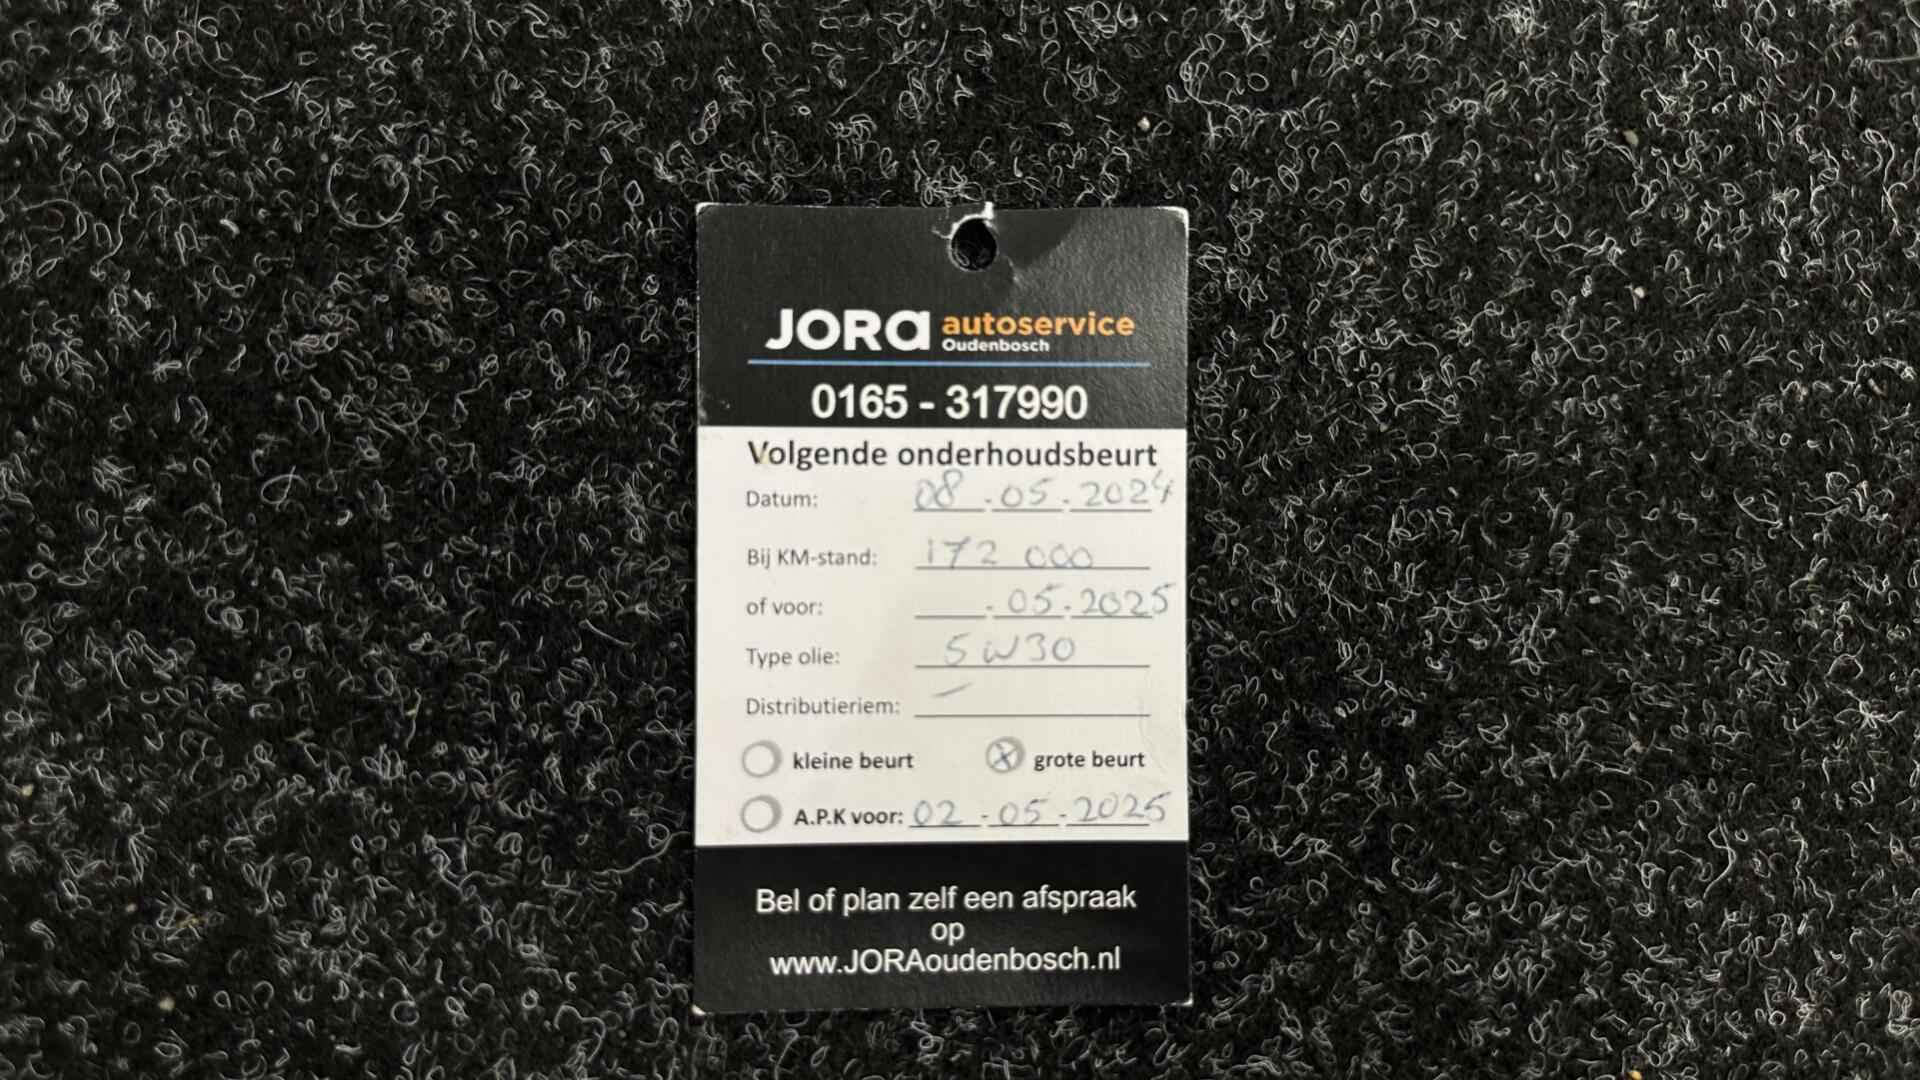 JORa autoservice
Oudenbosch
0165 - 317990
Volgende onderhoudsbeurt
Datum: 08.05.2024
Bij KM-stand: 172 000
of voor: .05.2025
Type olie: 5W30
Distributieriem: –
kleine beurt grote beurt
A.P.K voor: 02-05-2025
Bel of plan zelf een afspraak
op
www.JORAoudenbosch.nl